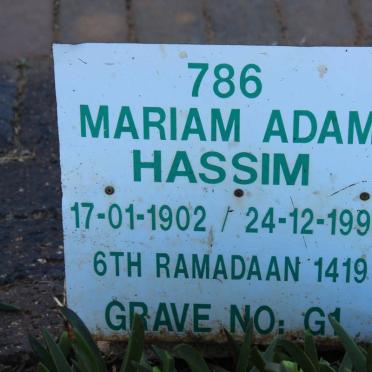 786
MARIAM ADAM
HASSIM
17-01-1902 / 24-12-199
6TH RAMADAAN 1419
GRAVE NO: G1